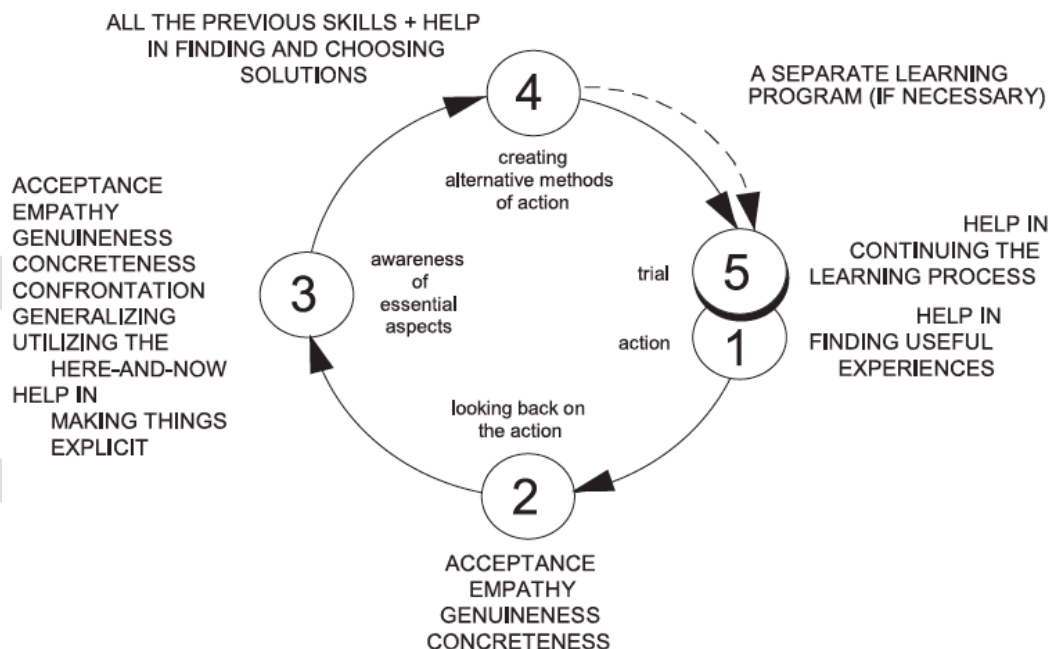 ALL THE PREVIOUS SKILLS + HELP
IN FINDING AND CHOOSING
SOLUTIONS
4
A SEPARATE LEARNING
PROGRAM (IF NECESSARY)
creating
alternative methods
of action
ACCEPTANCE
EMPATHY
GENUINENESS
CONCRETENESS
CONFRONTATION
GENERALIZING
UTILIZING THE
HERE-AND-NOW
HELP IN
MAKING THINGS
EXPLICIT
3
awareness
of
essential
aspects
trial
5
HELP IN
CONTINUING THE
LEARNING PROCESS
action
1
HELP IN
FINDING USEFUL
EXPERIENCES
looking back on
the action
2
ACCEPTANCE
EMPATHY
GENUINENESS
CONCRETENESS